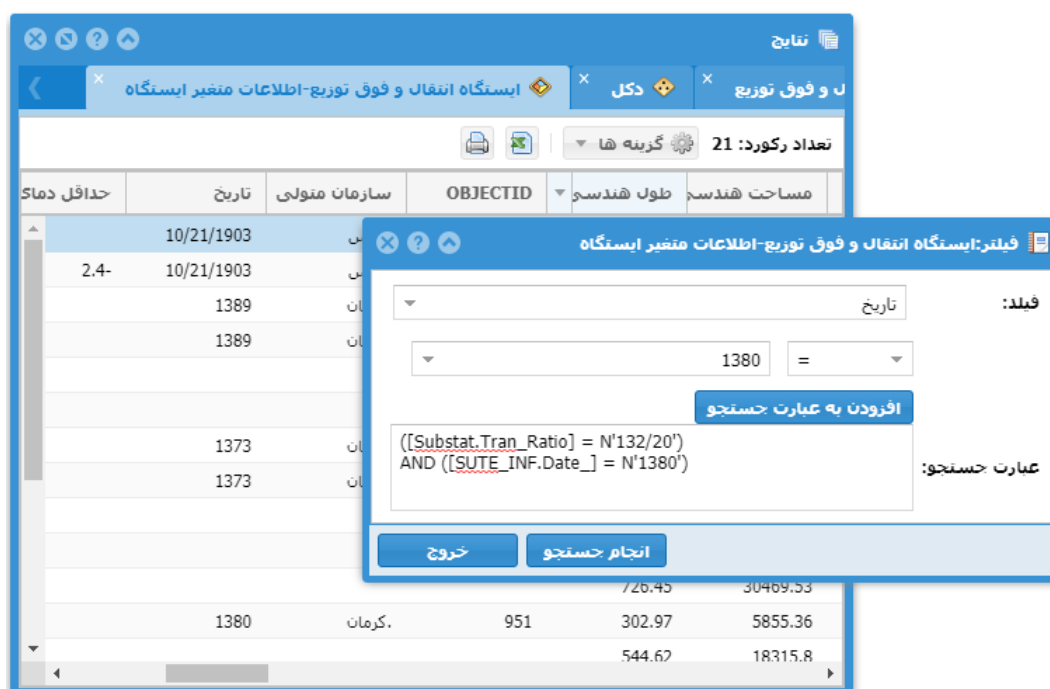 نتایج
ل و فوق توزیع
دکل
ایستگاه انتقال و فوق توزیع-اطلاعات متغیر ایستگاه
تعداد رکورد: 21
گزینه ها
مساحت هندسی
طول هندسی
OBJECTID
سازمان متولی
تاریخ
حداقل دمای
10/21/1903
10/21/1903
2.4-
1389
1389
1373
1373
726.45
30469.53
5855.36
302.97
951
کرمان.
1380
18315.8
544.62
فیلتر:ایستگاه انتقال و فوق توزیع-اطلاعات متغیر ایستگاه
فیلد:
تاریخ
=
1380
افزودن به عبارت جستجو
عبارت جستجو:
([Substat.Tran_Ratio] = N'132/20')
AND ([SUTE_INF.Date_] = N'1380')
انجام جستجو
خروج